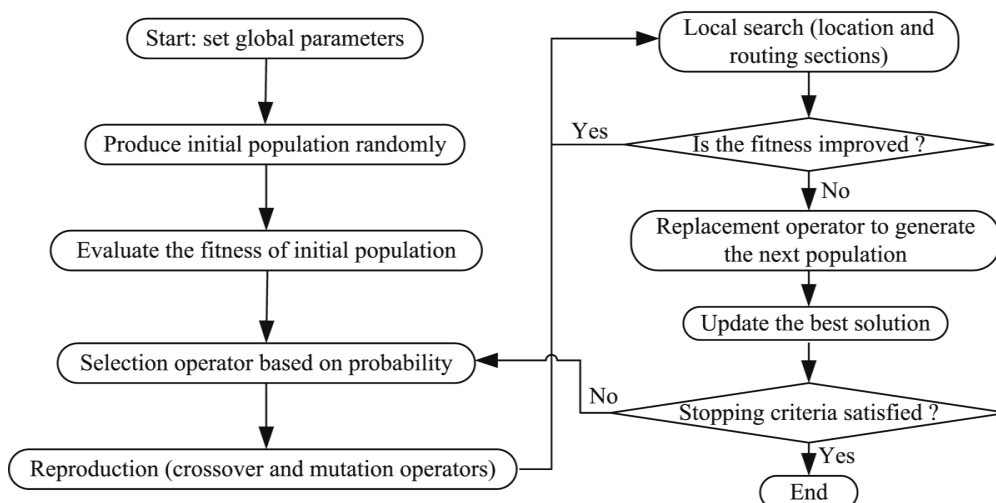 Start: set global parameters
Produce initial population randomly
Evaluate the fitness of initial population
Selection operator based on probability
Reproduction (crossover and mutation operators)
Local search (location and
routing sections)
Yes
Is the fitness improved ?
No
Replacement operator to generate
the next population
Update the best solution
No
Stopping criteria satisfied ?
Yes
End